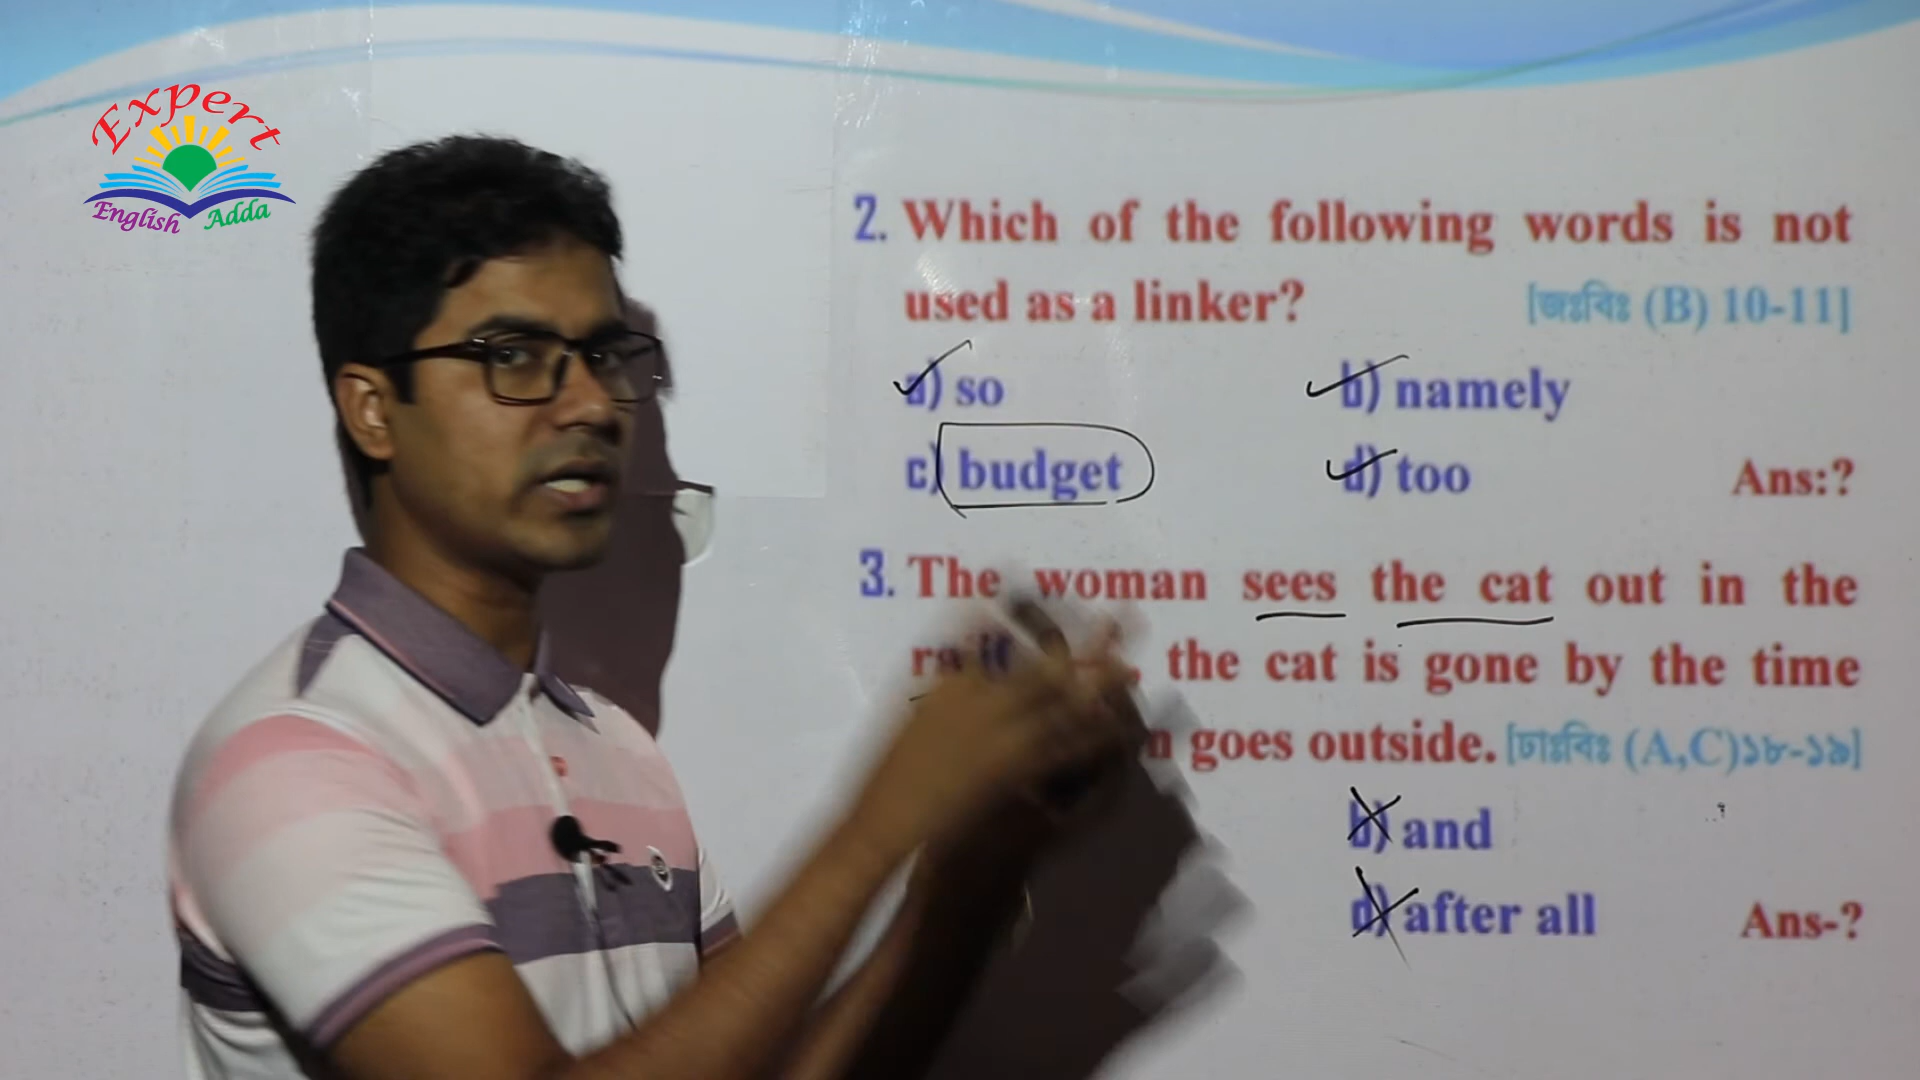 Expert
English Adda
2. Which of the following words is not
used as a linker? [জঃবিঃ (B) 10-11]
a) so b) namely
c) budget d) too Ans:?
3. The woman sees the cat out in the
the cat is gone by the time
goes outside. [ঢাঃবিঃ (A,C)১৮-১৯]
b) and
d) after all Ans-?